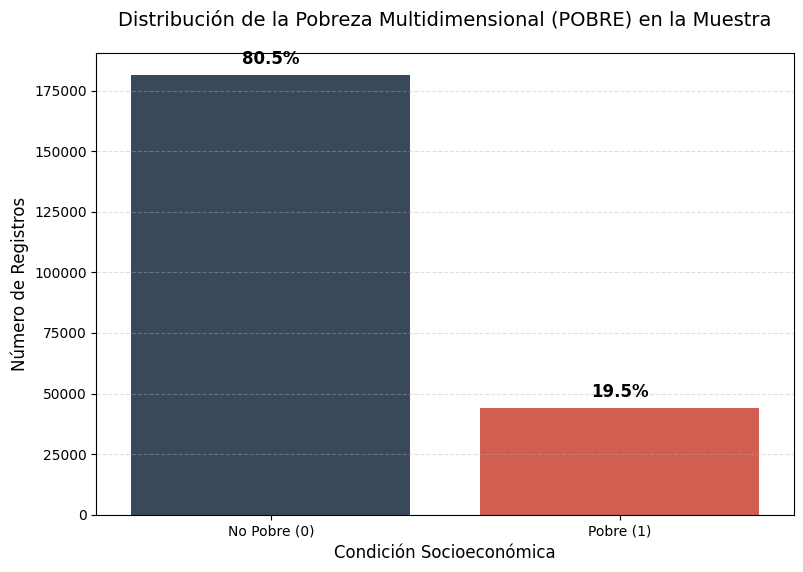 Distribución de la Pobreza Multidimensional (POBRE) en la Muestra
80.5%
19.5%
175000
150000
125000
100000
75000
50000
25000
0
Número de Registros
No Pobre (0)
Pobre (1)
Condición Socioeconómica